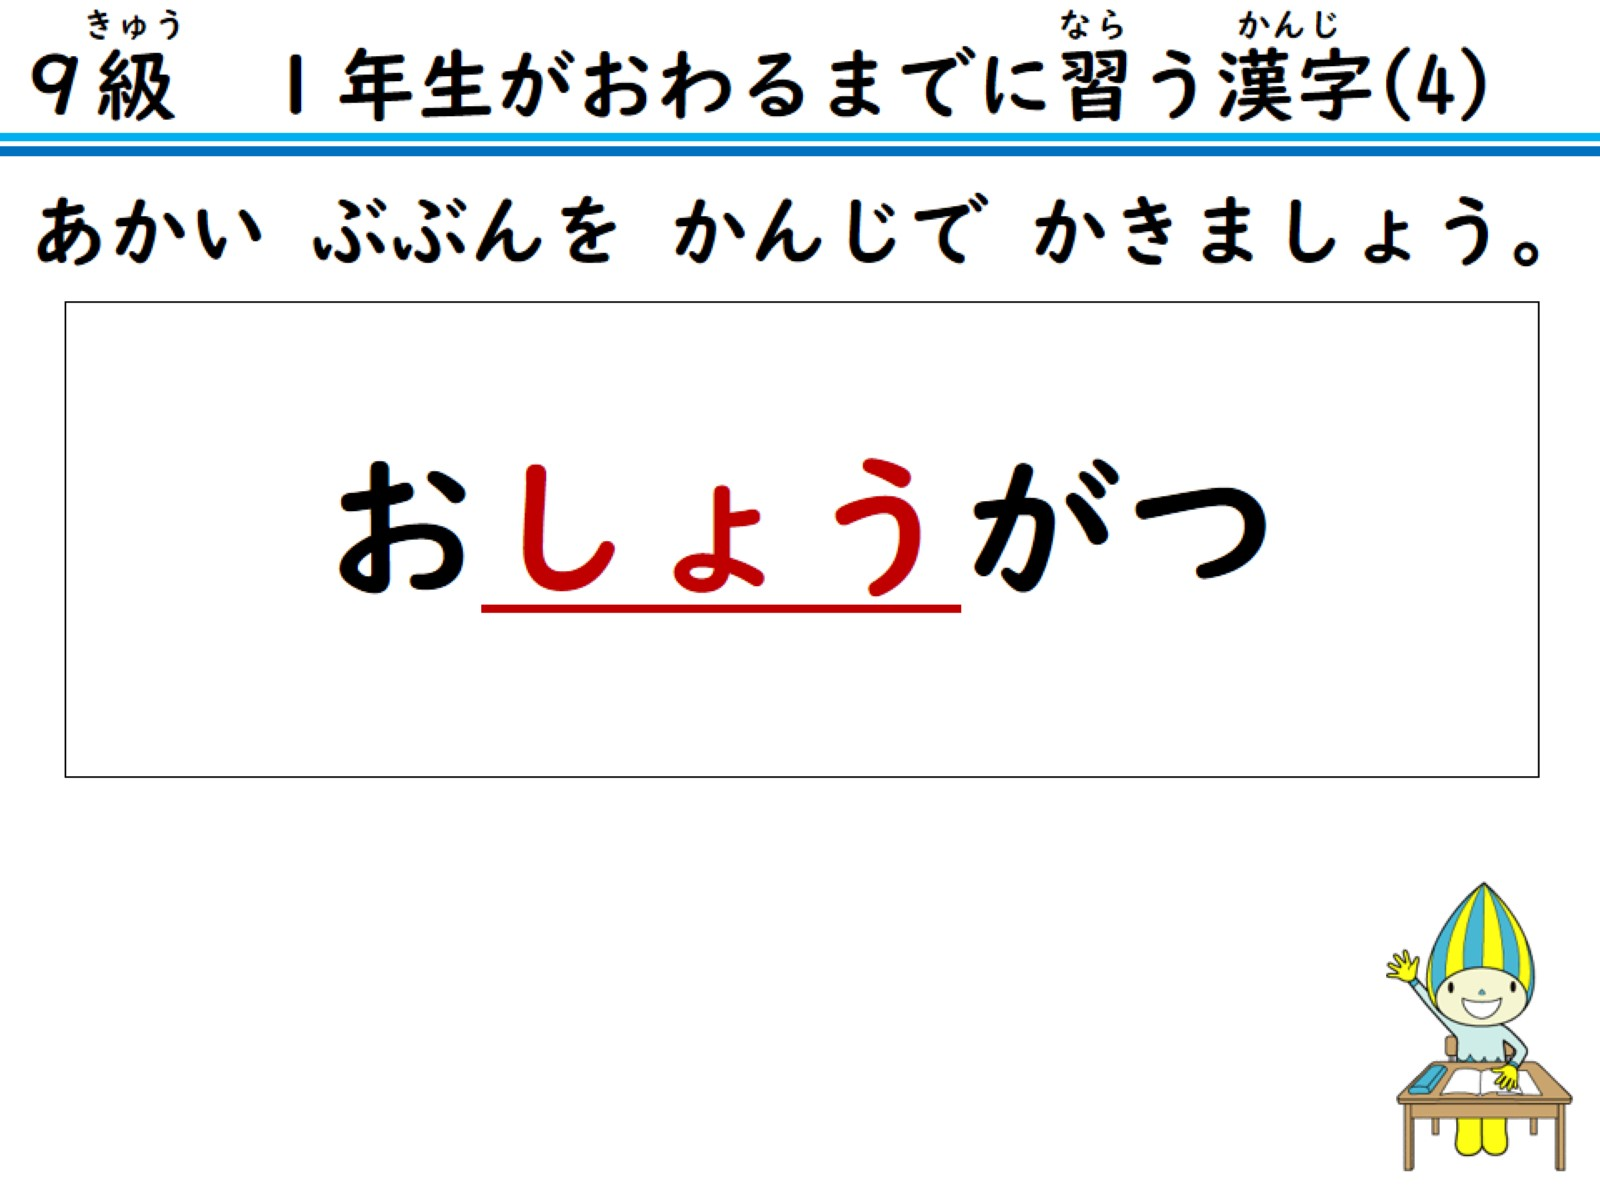 きゅう なら かんじ
9級 1年生がおわるまでに習う漢字(4)
あかい ぶぶんを かんじで かきましょう。
おしょうがつ